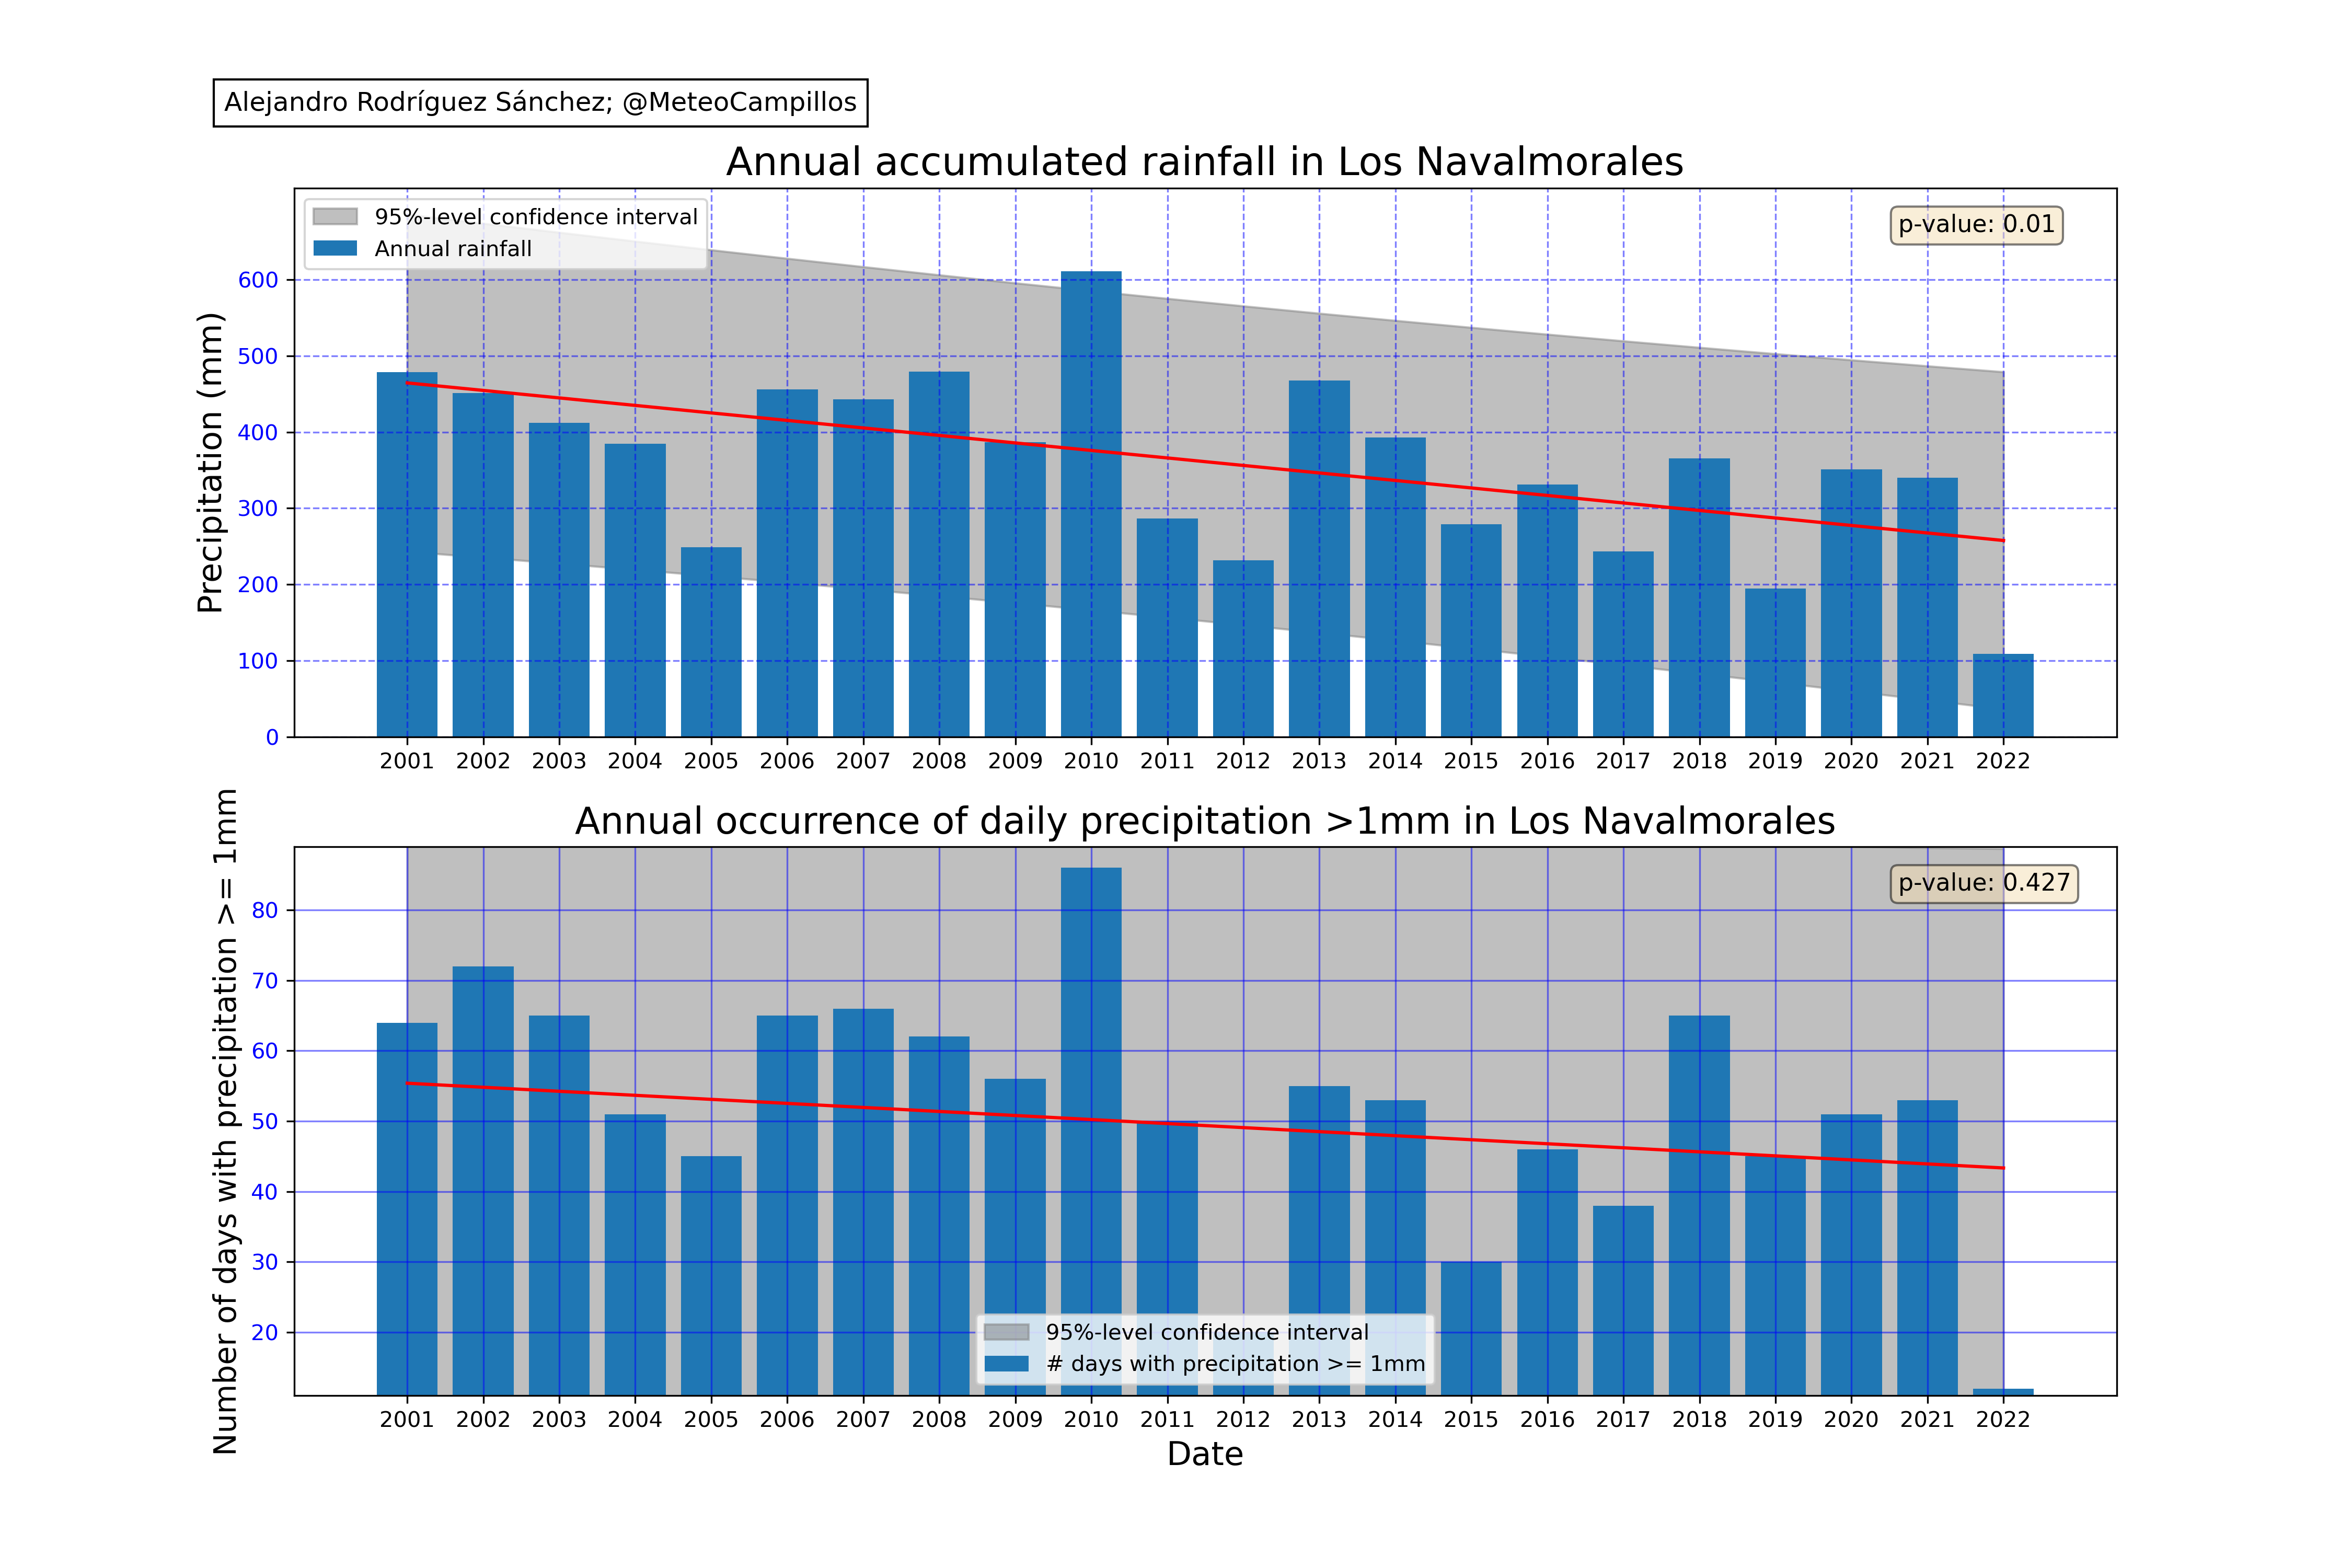 Alejandro Rodríguez Sánchez; @MeteoCampillos
Annual accumulated rainfall in Los Navalmorales
95%-level confidence interval
Annual rainfall
p-value: 0.01
Precipitation (mm)
600
500
400
300
200
100
0
2001 2002 2003 2004 2005 2006 2007 2008 2009 2010 2011 2012 2013 2014 2015 2016 2017 2018 2019 2020 2021 2022
Annual occurrence of daily precipitation >1mm in Los Navalmorales
p-value: 0.427
Number of days with precipitation >= 1mm
80
70
60
50
40
30
20
95%-level confidence interval
# days with precipitation >= 1mm
2001 2002 2003 2004 2005 2006 2007 2008 2009 2010 2011 2012 2013 2014 2015 2016 2017 2018 2019 2020 2021 2022
Date